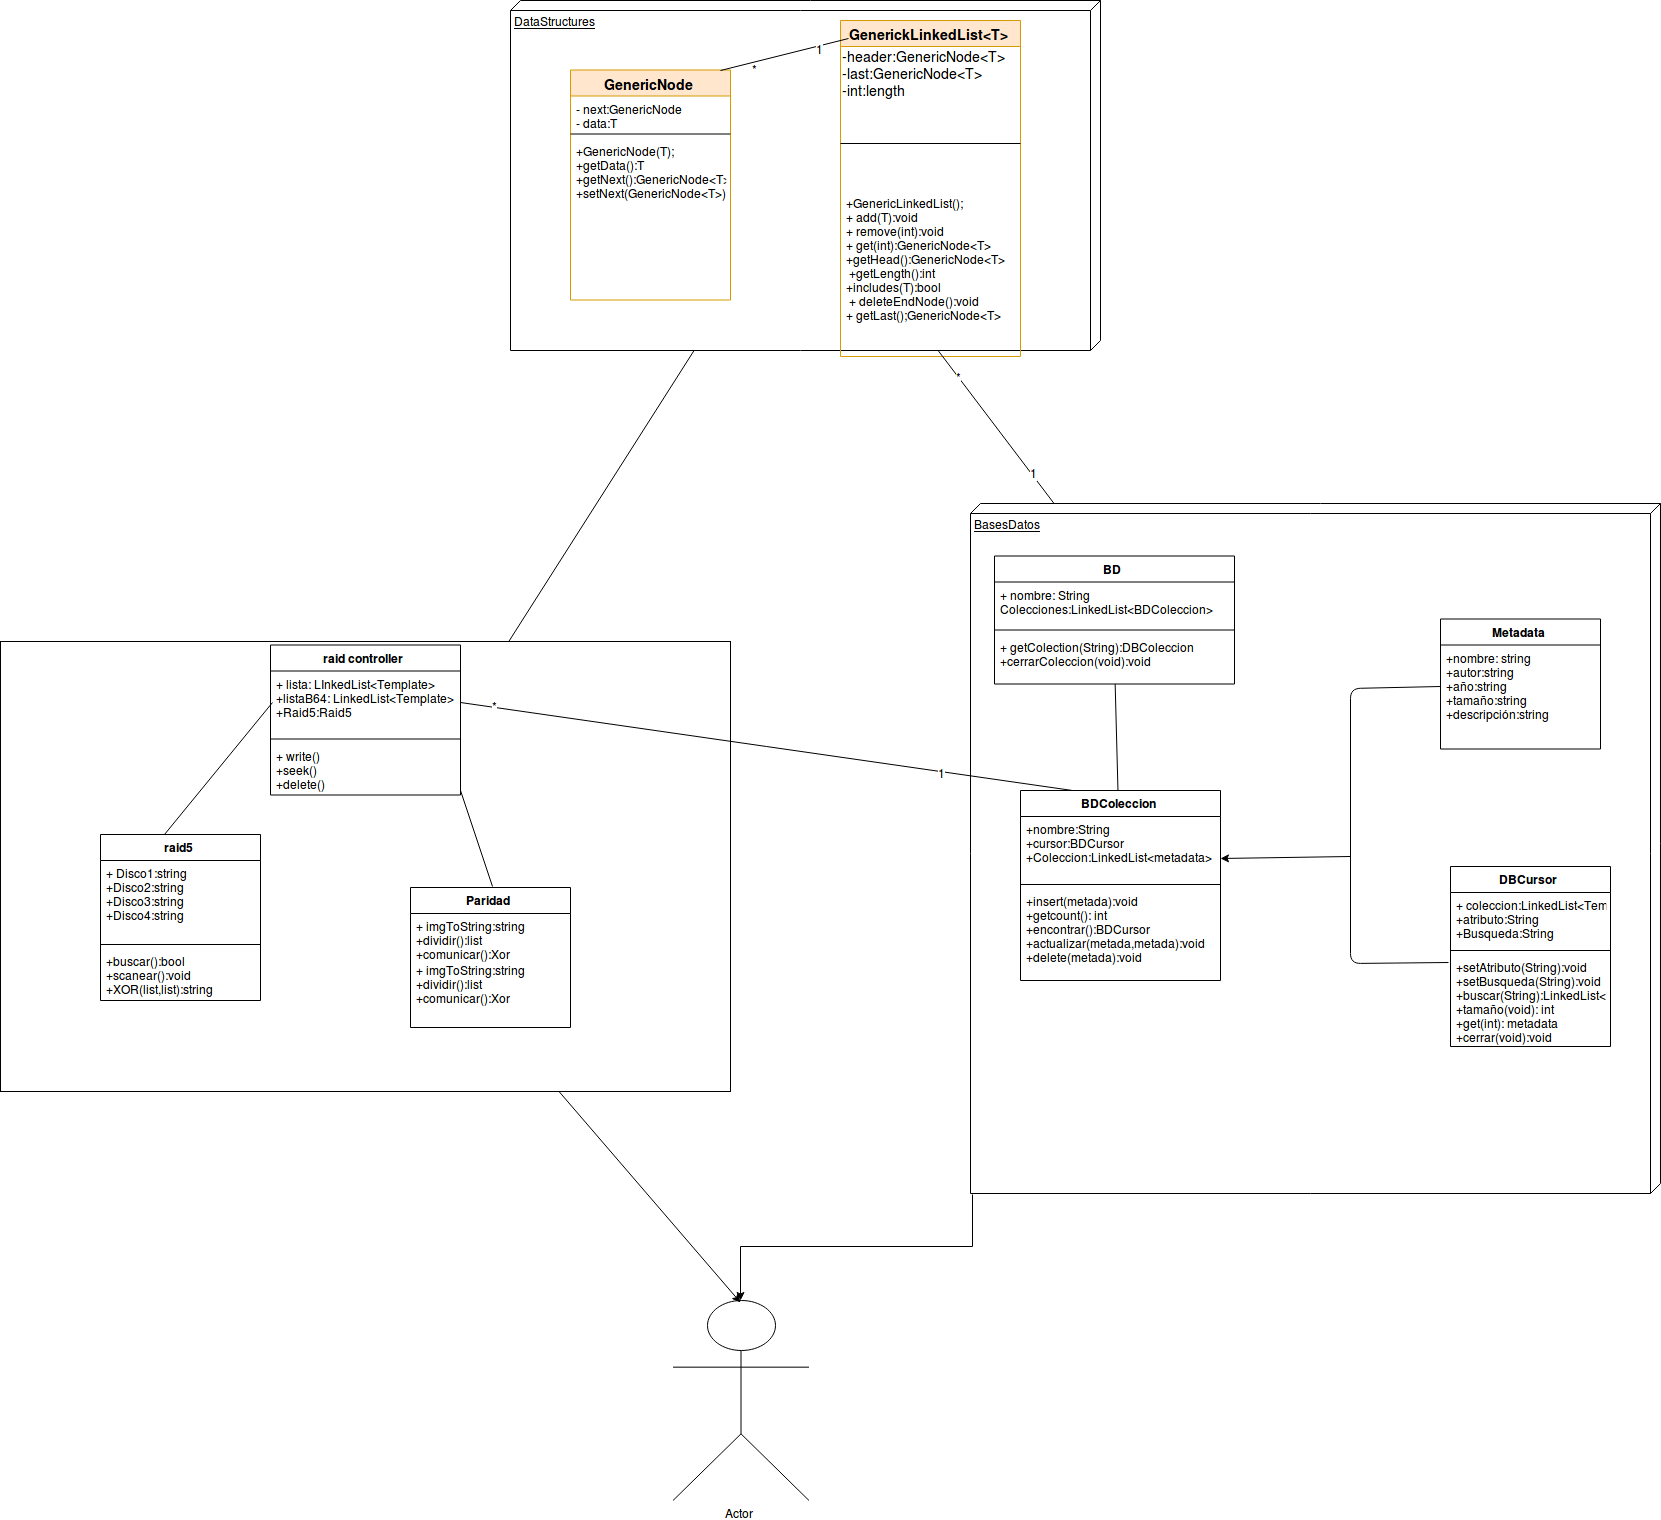 DataStructures
GenerickLinkedList<T>
-header:GenericNode<T>
-last:GenericNode<T>
-int:length
+GenericLinkedList();
+ add(T):void
+ remove(int):void
+ get(int):GenericNode<T>
+getHead():GenericNode<T>
+getLength():int
+includes(T):bool
+ deleteEndNode():void
+ getLast();GenericNode<T>
1
*
GenericNode
- next:GenericNode
- data:T
+GenericNode(T);
+getData():T
+getNext():GenericNode<T>
+setNext(GenericNode<T>)
*
1
BasesDatos
BD
+ nombre: String
Colecciones:LinkedList<BDColeccion>
+ getColection(String):DBColeccion
+cerrarColeccion(void):void
Metadata
+nombre: string
+autor:string
+año:string
+tamaño:string
+descripción:string
raid controller
+ lista: LInkedList<Template>
+listaB64: LinkedList<Template>
+Raid5:Raid5
+ write()
+seek()
+delete()
*
1
BDColeccion
+nombre:String
+cursor:BDCursor
+Coleccion:LinkedList<metadata>
+insert(metada):void
+getcount(): int
+encontrar():BDCursor
+actualizar(metada,metada):void
+delete(metada):void
raid5
+ Disco1:string
+Disco2:string
+Disco3:string
+Disco4:string
+buscar():bool
+scanear():void
+XOR(list,list):string
Paridad
+ imgToString:string
+dividir():list
+comunicar():Xor
+ imgToString:string
+dividir():list
+comunicar():Xor
DBCursor
+ coleccion:LinkedList<Tem
+atributo:String
+Busqueda:String
+setAtributo(String):void
+setBusqueda(String):void
+buscar(String):LinkedList<
+tamaño(void): int
+get(int): metadata
+cerrar(void):void
Actor